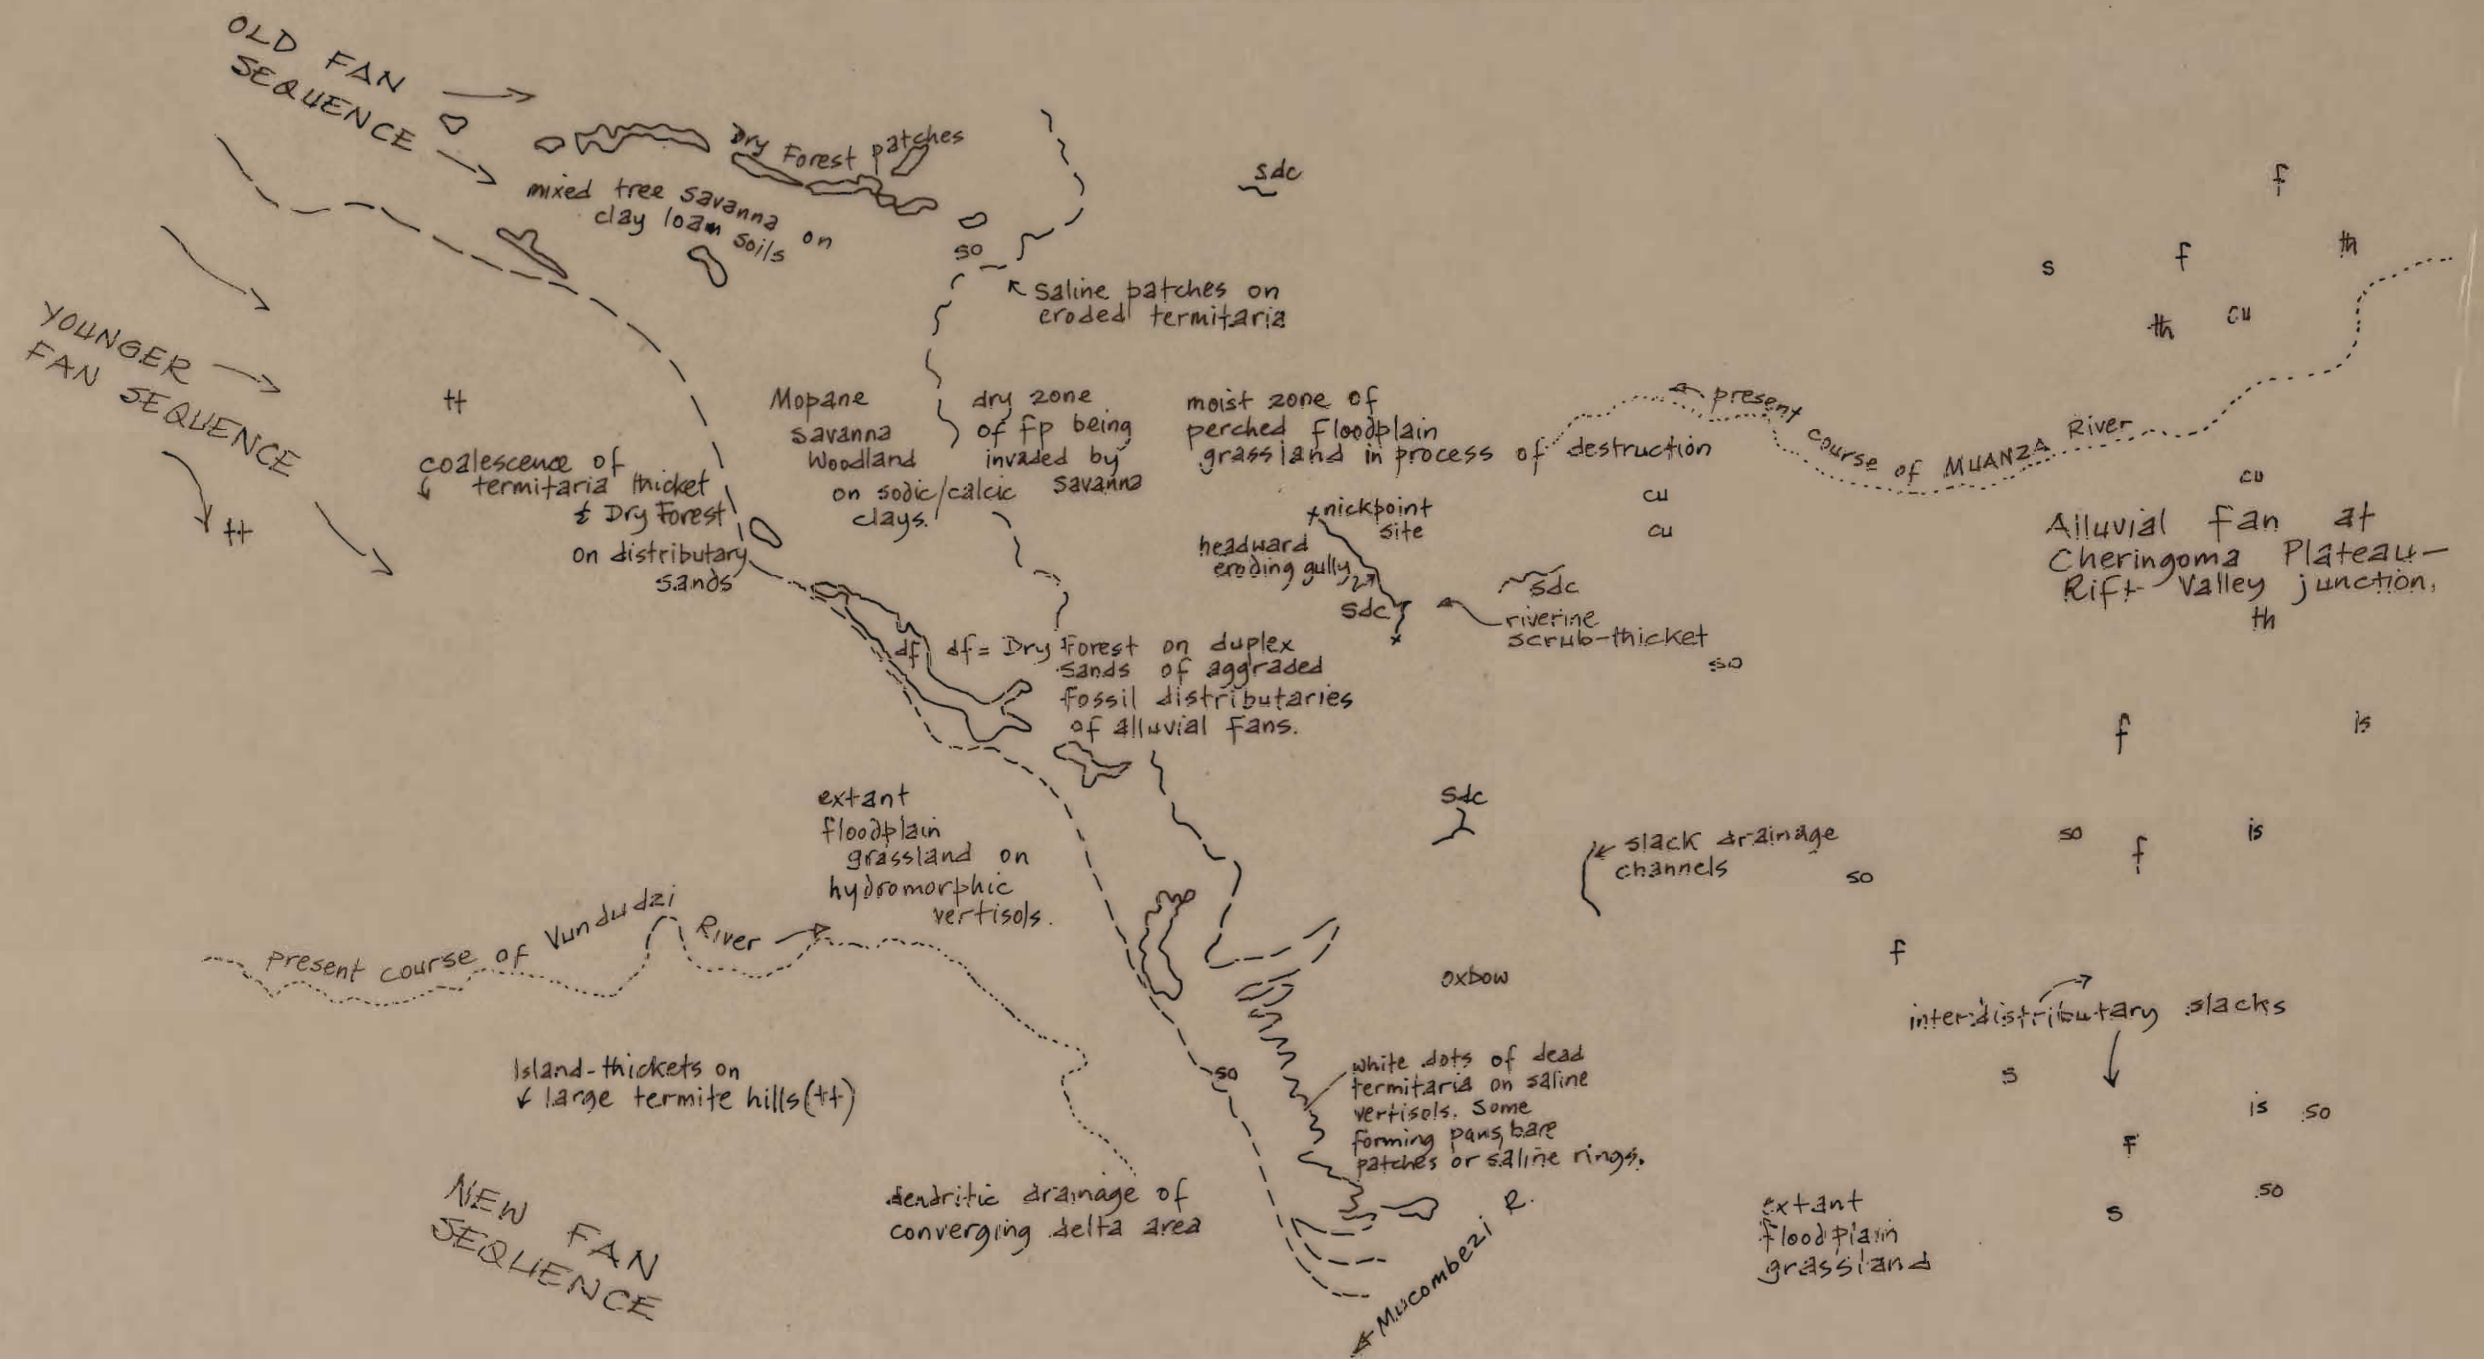 OLD FAN
SEQUENCE
Dry Forest patches
mixed tree savanna on
clay loam soils
so
sdc
f
s
f
th
th
cu
saline patches on
eroded termitaria
YOUNGER
FAN SEQUENCE
tt
coalescence of
termitaria thicket
& Dry Forest
on distributary
sands
tt
Mopane
savanna
woodland
on sodic/calcic
clays.
dry zone
of fp being
invaded by
savanna
moist zone of
perched floodplain
grassland in process of destruction
present course of MUANZA River
cu
cu
cu
nickpoint
site
headward
eroding gully
sdc
sdc
riverine
scrub-thicket
so
Alluvial fan at
Cheringoma Plateau-
Rift Valley junction.
th
df
df = Dry Forest on duplex
sands of aggraded
fossil distributaries
of alluvial fans.
f
is
extant
floodplain
grassland on
hydromorphic
vertisols.
sdc
slack drainage
channels
so
so
f
is
present course of Vundudzi River
f
oxbow
interdistributary slacks
Island-thickets on
large termite hills (tt)
so
white dots of dead
termitaria on saline
vertisols. Some
forming pans, bare
patches or saline rings.
s
is so
f
so
s
NEW FAN
SEQUENCE
dendritic drainage of
converging delta area
Mucombezi R.
extant
floodplain
grassland